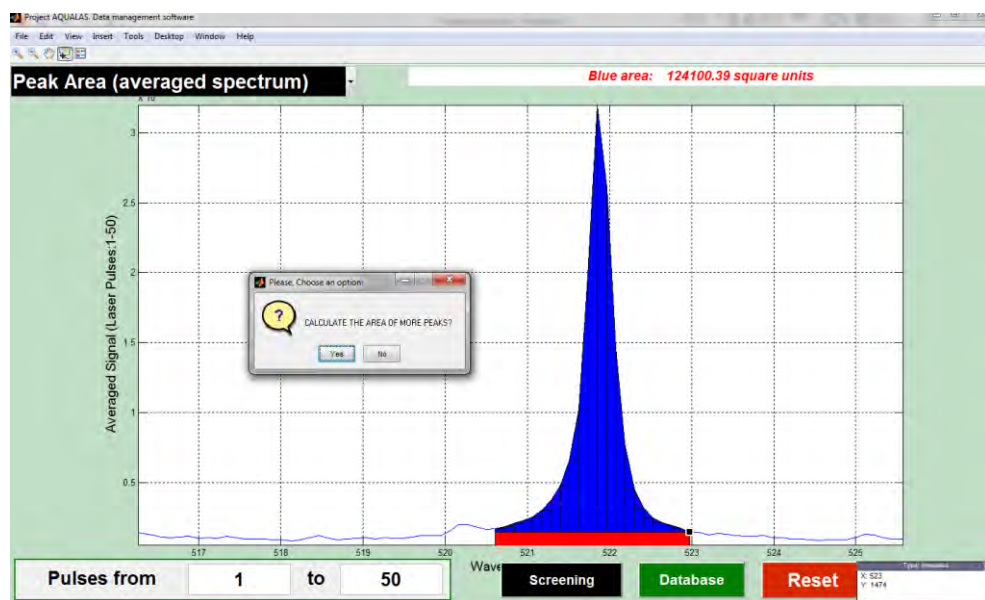 Project AQUALAS. Data management software
File Edit View Insert Tools Desktop Window Help
Peak Area (averaged spectrum)
Blue area: 124100.39 square units
3
2.5
2
1.5
1
0.5
Averaged Signal (Laser Pulses:1-50)
Please, Choose an option:
?
CALCULATE THE AREA OF MORE PEAKS?
Yes No
517 518 519 520 521 522 523 524 525
Wave
Pulses from 1 to 50
Screening Database Reset
X: 523
Y: 1474